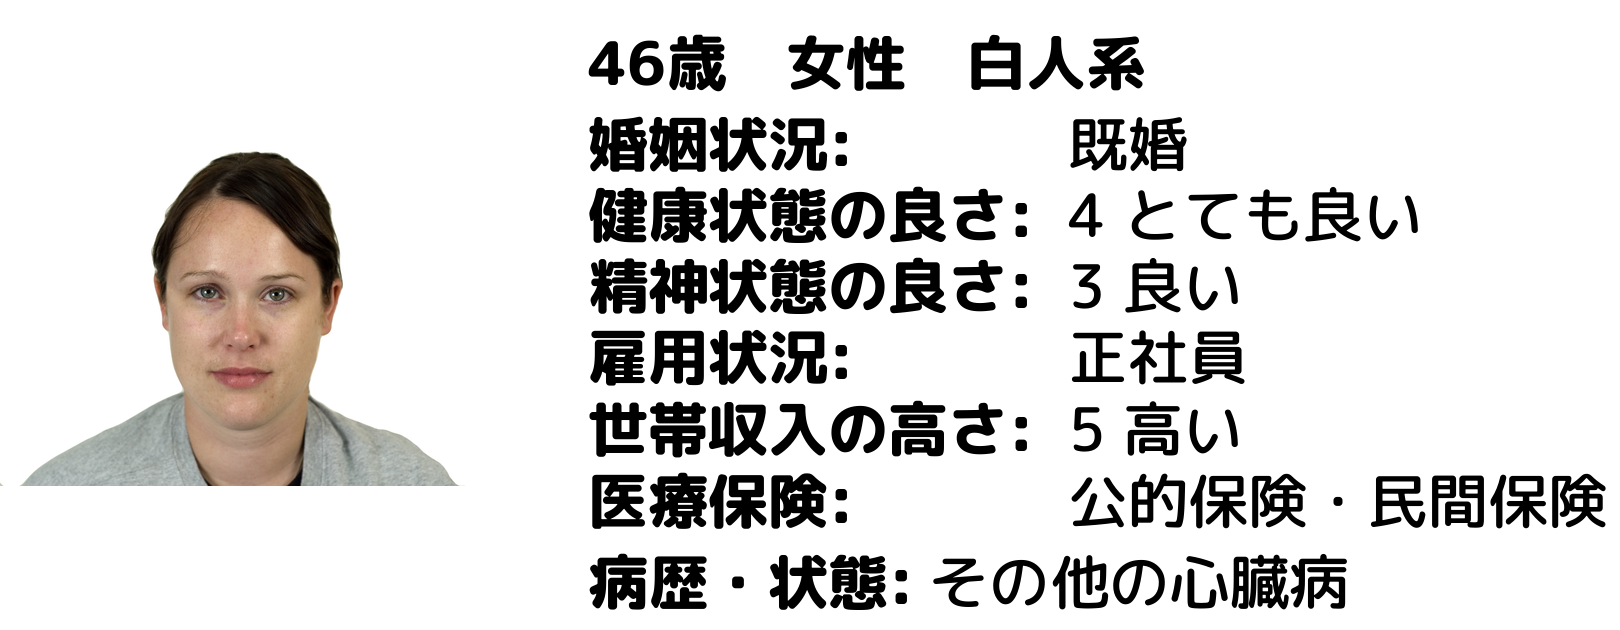 46歳　女性　白人系
婚姻状況: 既婚
健康状態の良さ: 4 とても良い
精神状態の良さ: 3 良い
雇用状況: 正社員
世帯収入の高さ: 5 高い
医療保険: 公的保険・民間保険
病歴・状態: その他の心臓病